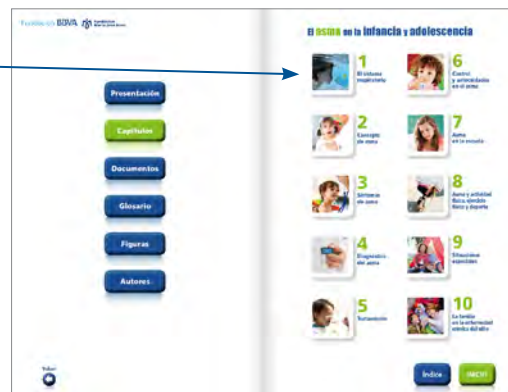 Fundación BBVA
Presentación
Capítulos
Documentos
Glosario
Figuras
Autores
Volver
El asma en la infancia y adolescencia
1
El sistema
respiratorio
2
Concepto
de asma
3
Síntomas
de asma
4
Diagnóstico
del asma
5
Tratamiento
6
Control
y antecedentes
en el asma
7
Asma
en la escuela
8
Asma y actividad
física, ejercicio
físico y deporte
9
Situaciones
especiales
10
La familia
en la enfermedad
crónica del niño
Índice
INICIO